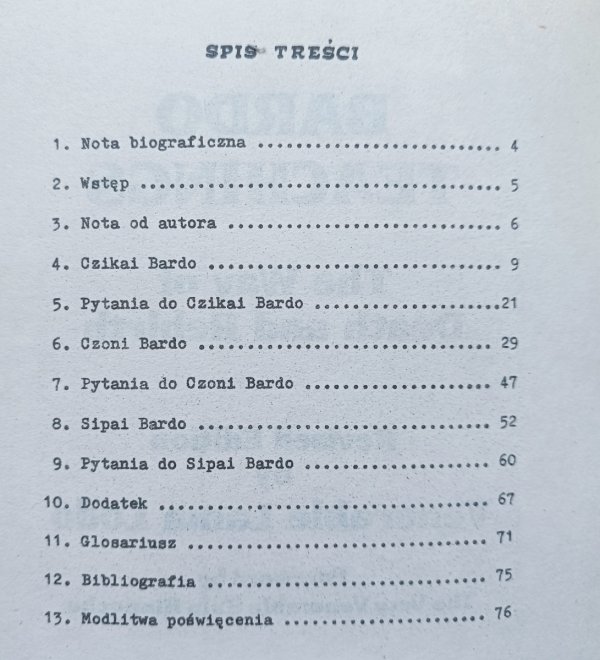 SPIS TREŚCI
1. Nota biograficzna .......................... 4
2. Wstęp ...................................... 5
3. Nota od autora ............................. 6
4. Czikai Bardo ............................... 9
5. Pytania do Czikai Bardo ....................21
6. Czoni Bardo ............................... 29
7. Pytania do Czoni Bardo .................... 47
8. Sipai Bardo ............................... 52
9. Pytania do Sipai Bardo .................... 60
10. Dodatek .................................. 67
11. Glosariusz ............................... 71
12. Bibliografia ............................. 75
13. Modlitwa poświęcenia ..................... 76